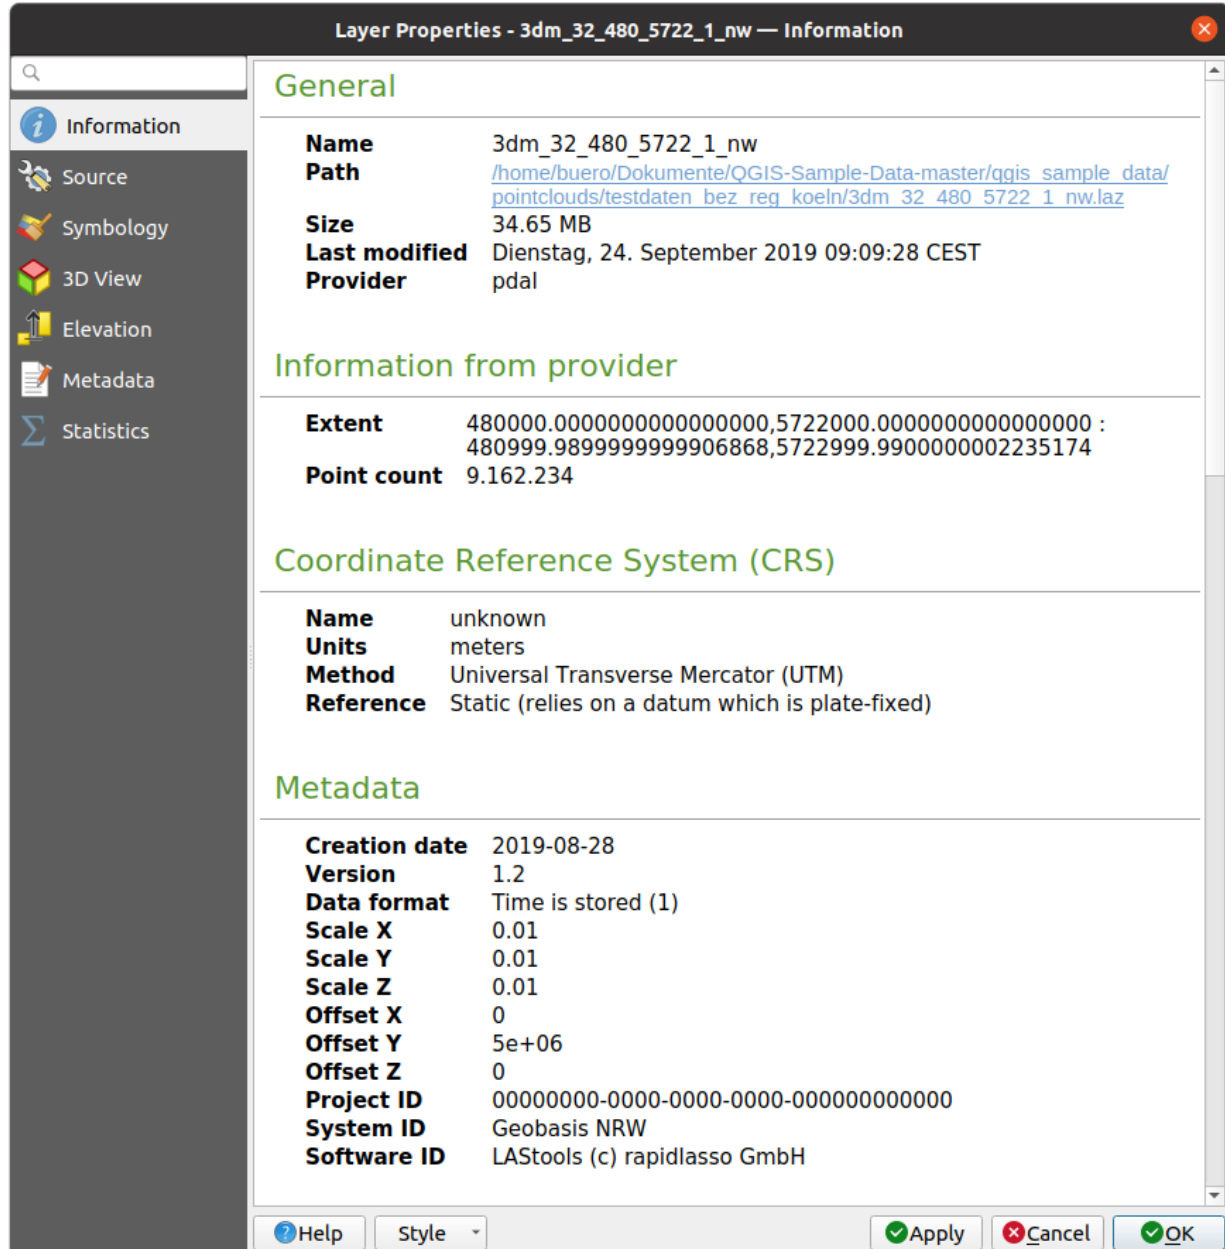 Layer Properties - 3dm_32_480_5722_1_nw — Information
Information
Source
Symbology
3D View
Elevation
Metadata
Statistics
General
Name 3dm_32_480_5722_1_nw
Path /home/buero/Dokumente/QGIS-Sample-Data-master/qgis_sample_data/
pointclouds/testdaten_bez_reg_koeln/3dm_32_480_5722_1_nw.laz
Size 34.65 MB
Last modified Dienstag, 24. September 2019 09:09:28 CEST
Provider pdal
Information from provider
Extent 480000.0000000000000000,5722000.0000000000000000 :
480999.9899999999906868,5722999.9900000002235174
Point count 9.162.234
Coordinate Reference System (CRS)
Name unknown
Units meters
Method Universal Transverse Mercator (UTM)
Reference Static (relies on a datum which is plate-fixed)
Metadata
Creation date 2019-08-28
Version 1.2
Data format Time is stored (1)
Scale X 0.01
Scale Y 0.01
Scale Z 0.01
Offset X 0
Offset Y 5e+06
Offset Z 0
Project ID 00000000-0000-0000-0000-000000000000
System ID Geobasis NRW
Software ID LAStools (c) rapidlasso GmbH
Help Style Apply Cancel OK